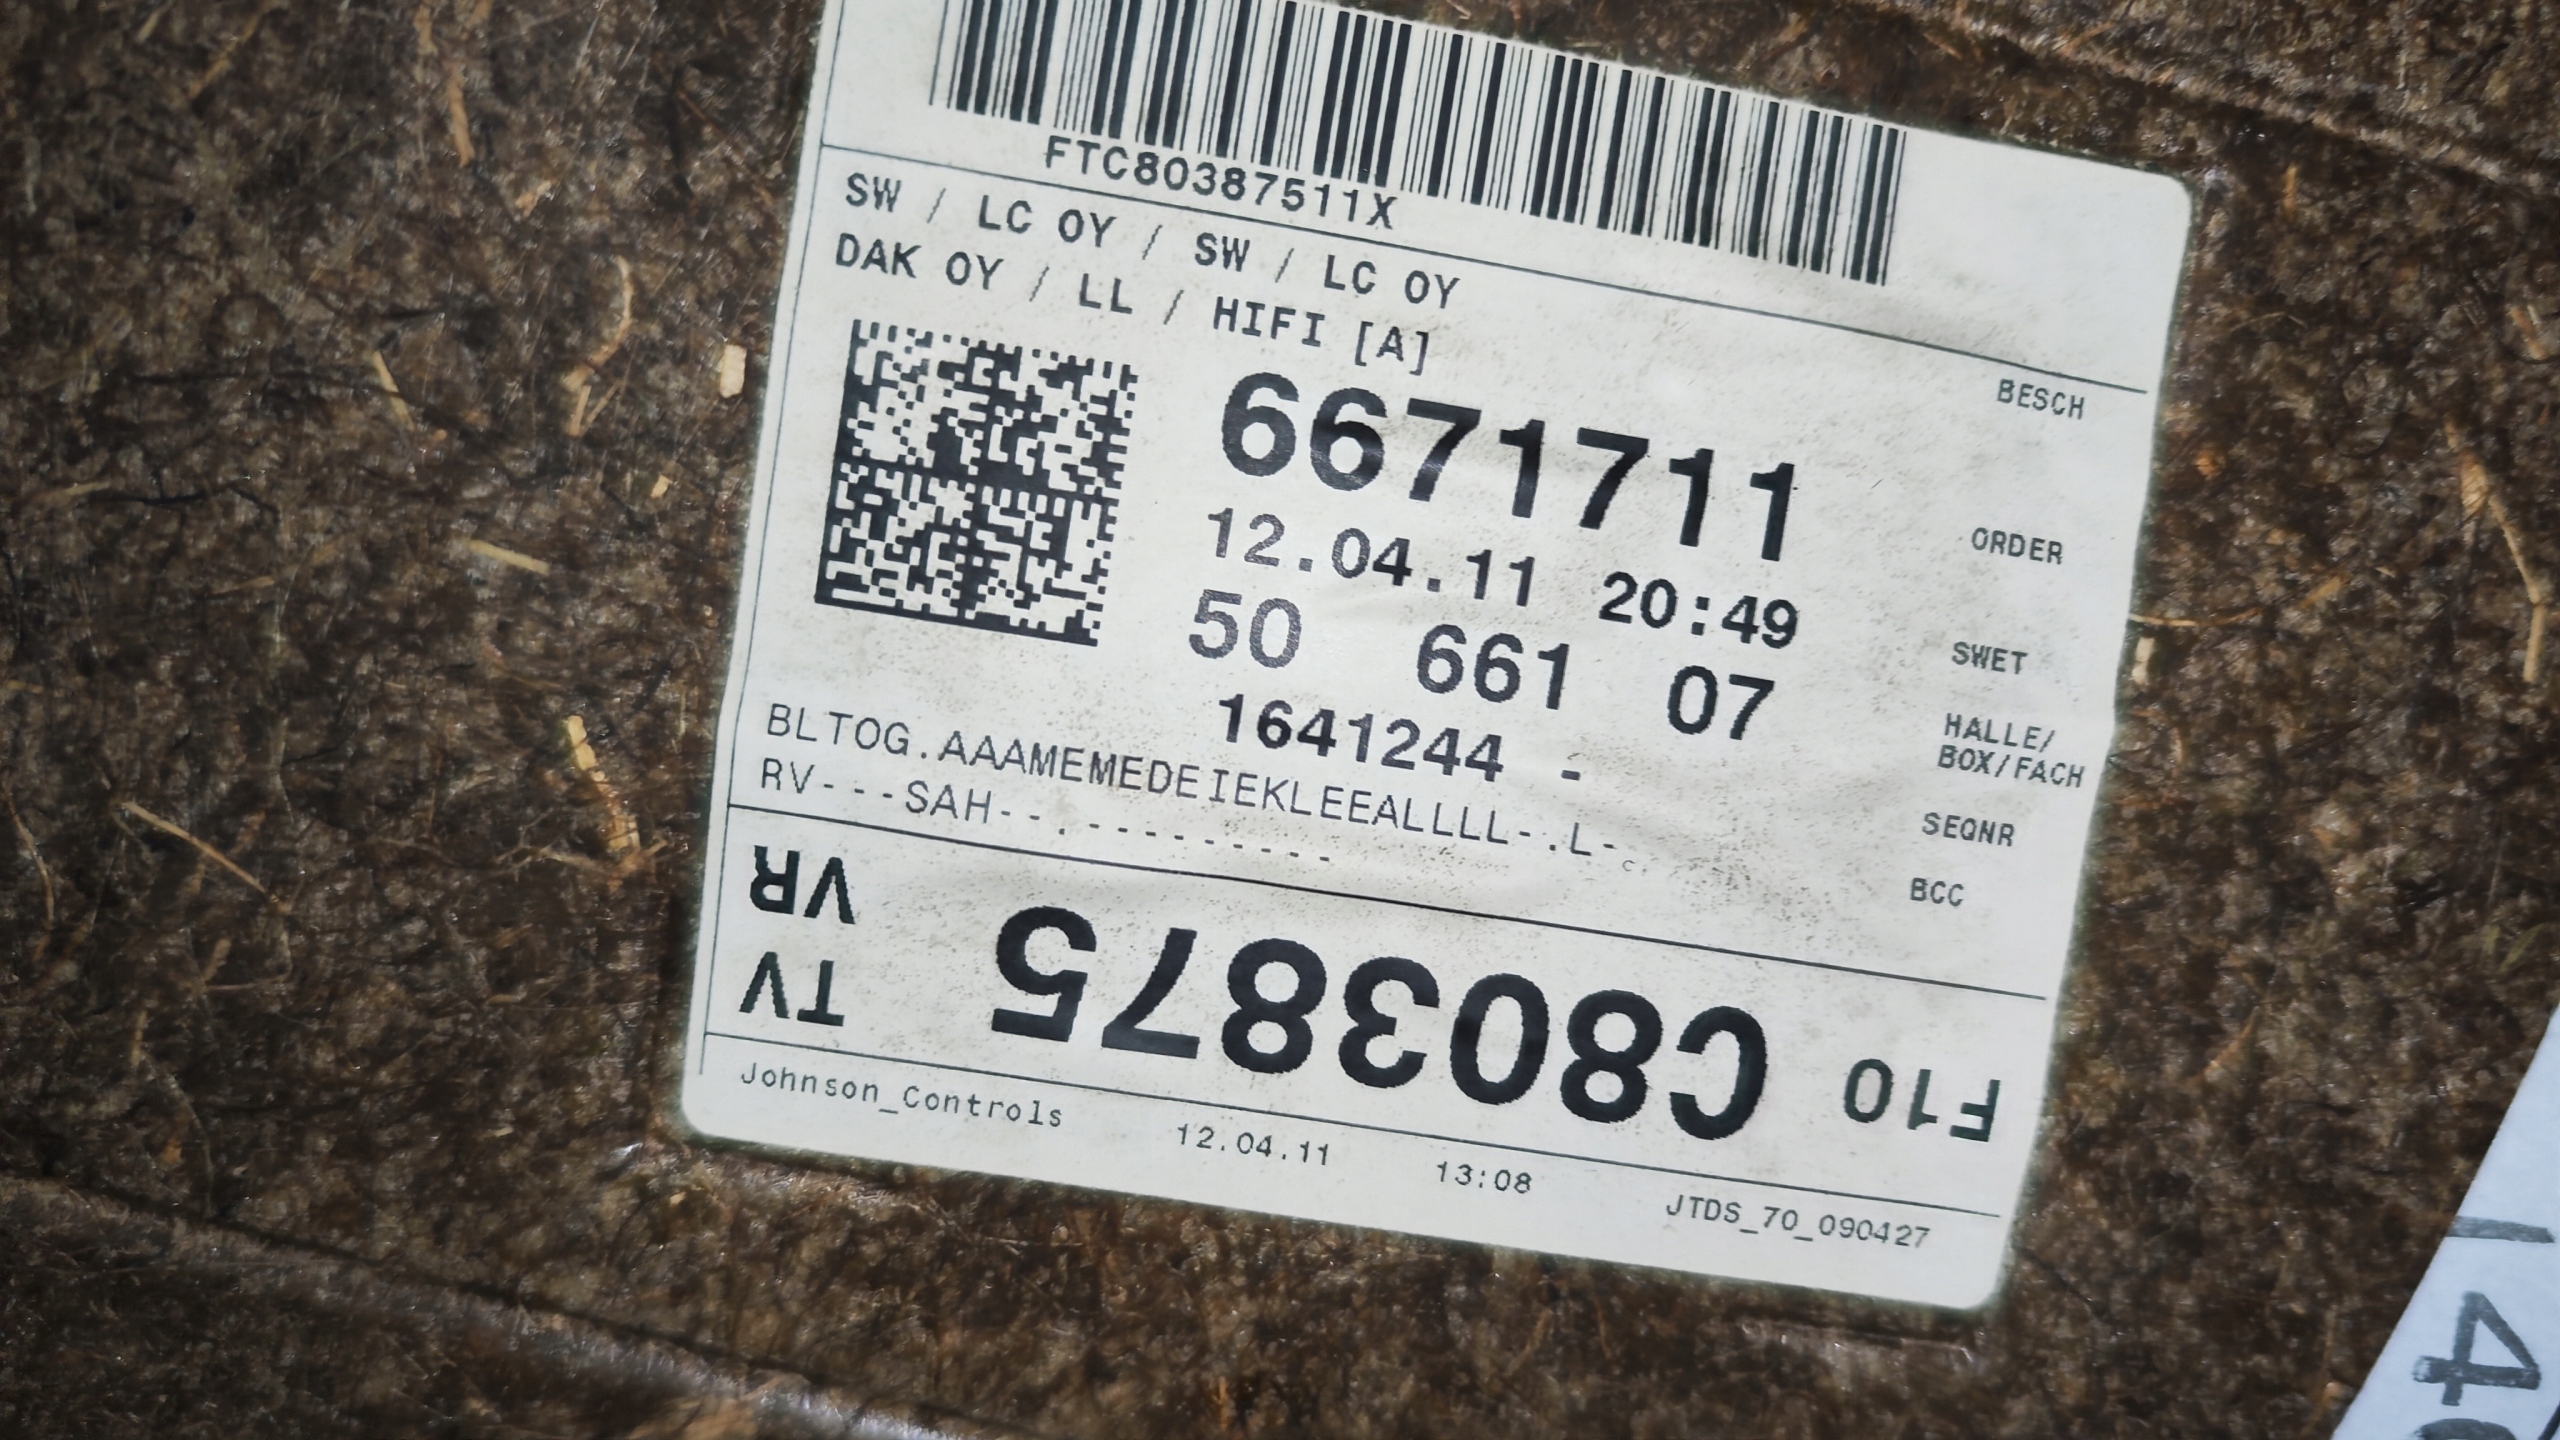 FTC80387511X
SW / LC OY / SW / LC OY
DAK OY / LL / HIFI [A]
BESCH
6671711
ORDER
12.04.11 20:49
SWET
50 661 07
HALLE/
BOX/FACH
1641244 -
SEQNR
BLTOG.AAAMEMEDEIEKLEEALLLL-.L-
RV---SAH--.---------
BCC
VR
TV
C803875
F10
Johnson_Controls 12.04.11 13:08 JTDS_70_090427